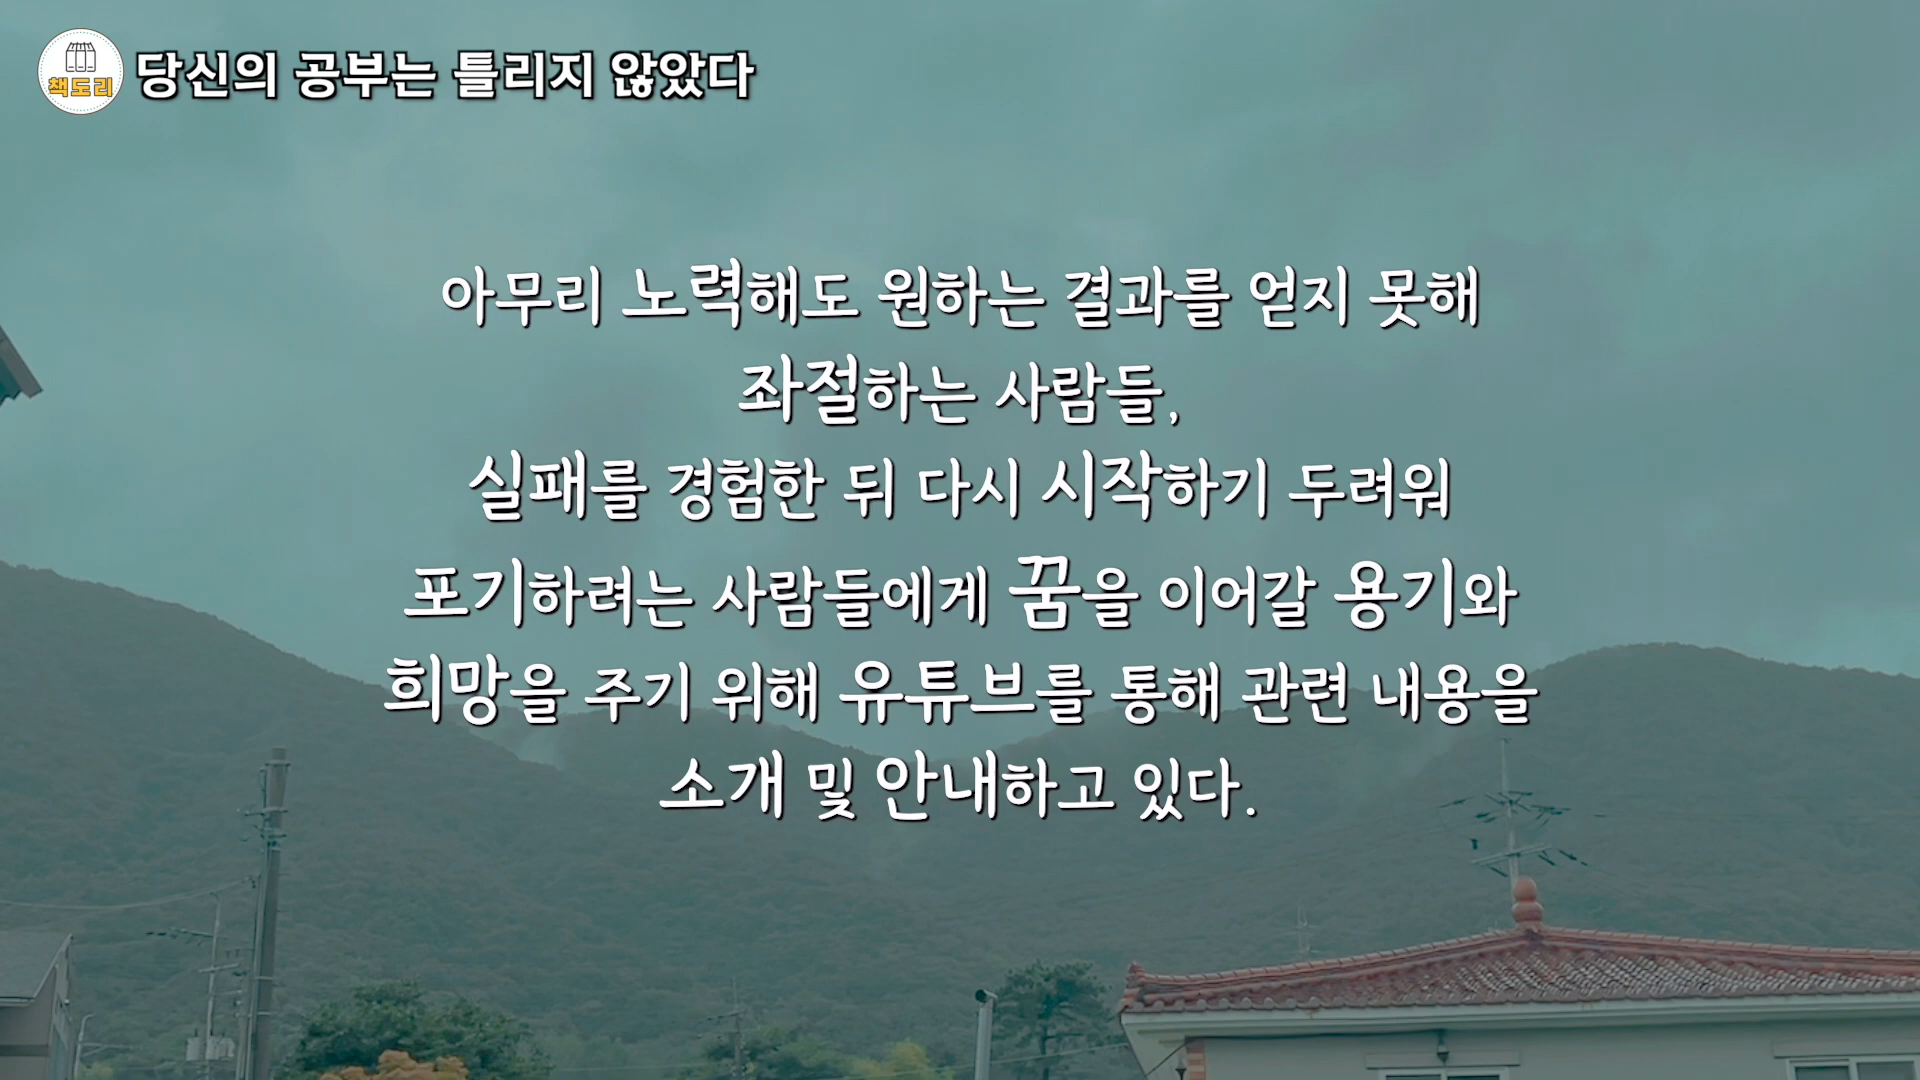 책도리
당신의 공부는 틀리지 않았다
아무리 노력해도 원하는 결과를 얻지 못해
좌절하는 사람들,
실패를 경험한 뒤 다시 시작하기 두려워
포기하려는 사람들에게 꿈을 이어갈 용기와
희망을 주기 위해 유튜브를 통해 관련 내용을
소개 및 안내하고 있다.